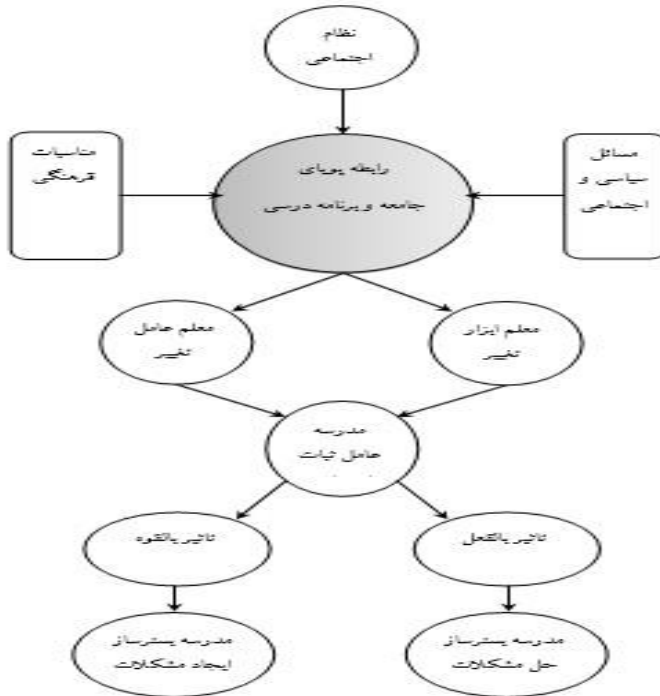 نظام
اجتماعی
مسائل
سیاسی و
اجتماعی
رابطه پویای
جامعه و برنامه درسی
مناسبات
فرهنگی
معلم ابزار
تغییر
معلم عامل
تغییر
مدرسه
عامل ثبات
تاثیر بالفعل
تاثیر بالقوه
مدرسه بسترساز
حل مشکلات
مدرسه بسترساز
ایجاد مشکلات